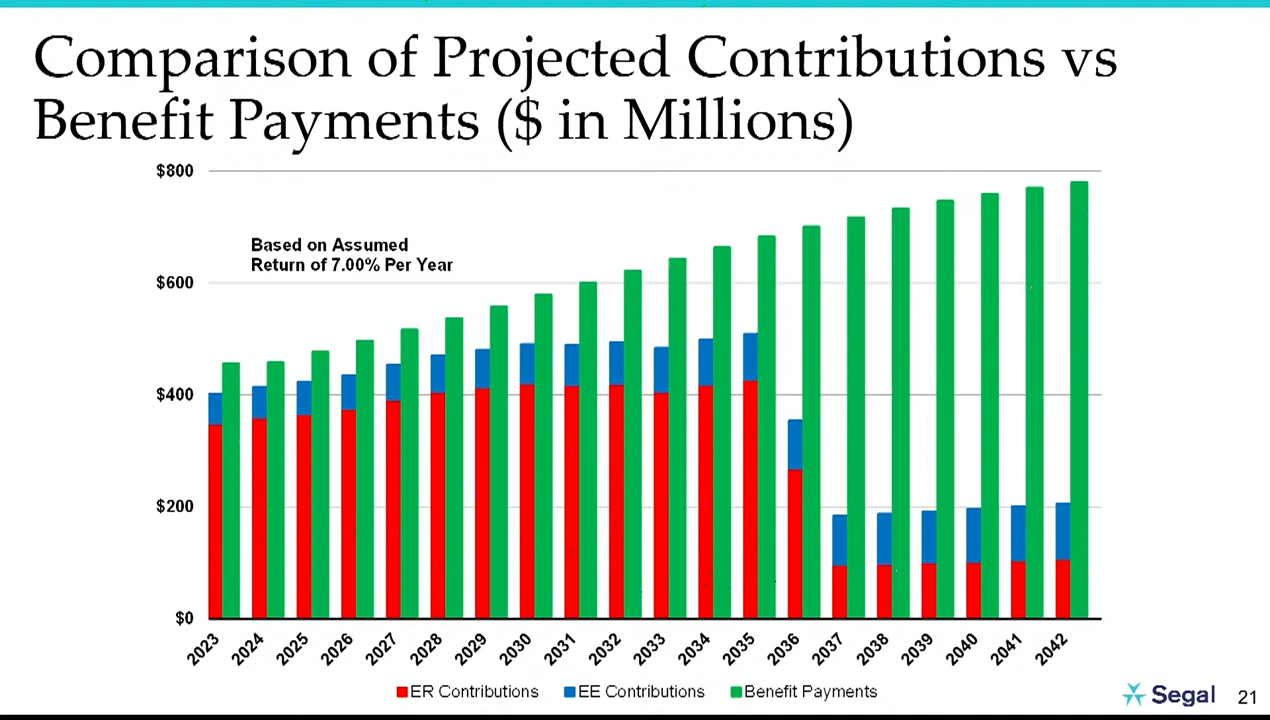 Comparison of Projected Contributions vs
Benefit Payments ($ in Millions)
$800
Based on Assumed
Return of 7.00% Per Year
$600
$400
$200
$0
2023 2024 2025 2026 2027 2028 2029 2030 2031 2032 2033 2034 2035 2036 2037 2038 2039 2040 2041 2042
ER Contributions EE Contributions Benefit Payments
Segal 21